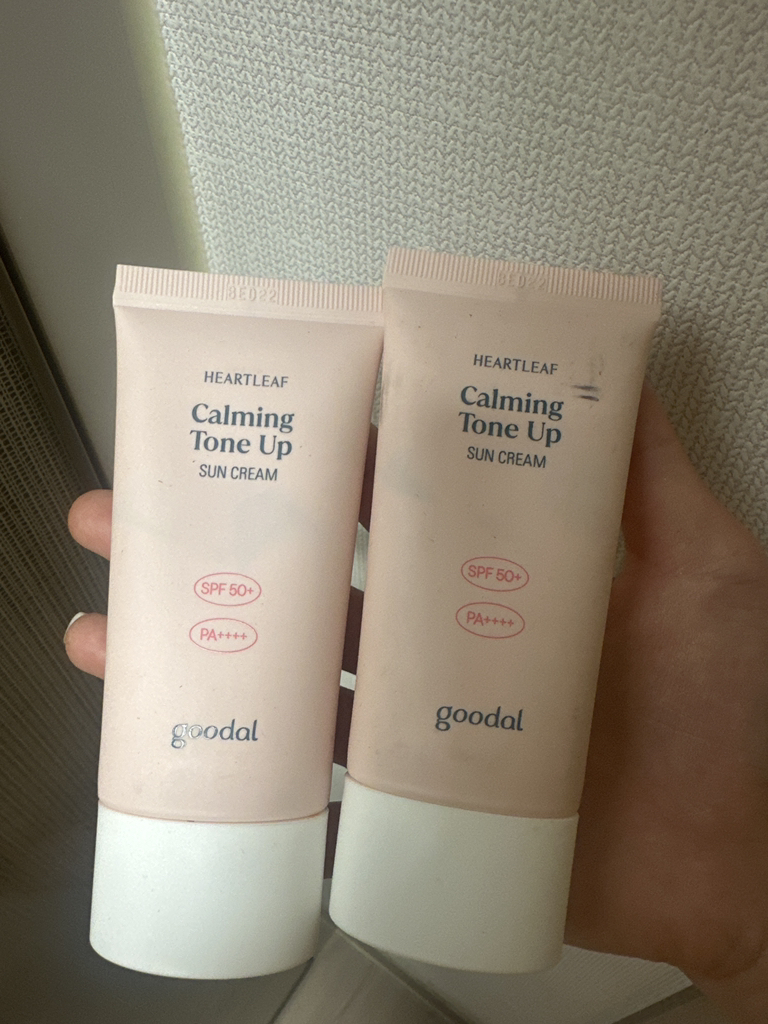 HEARTLEAF
Calming
Tone Up
SUN CREAM
SPF 50+
PA++++
goodal
HEARTLEAF
Calming
Tone Up
SUN CREAM
SPF 50+
PA++++
goodal